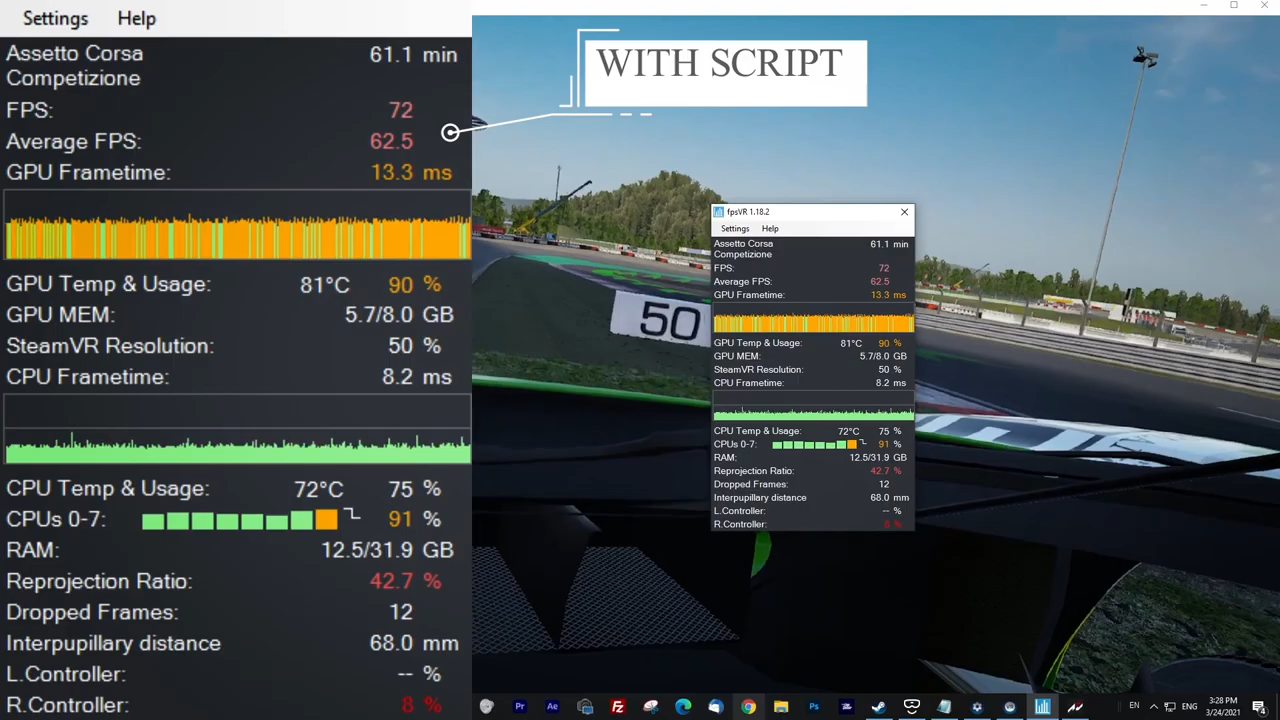 Settings Help
Assetto Corsa 61.1 min
Competizione
FPS: 72
Average FPS: 62.5
GPU Frametime: 13.3 ms
GPU Temp & Usage: 81°C 90 %
GPU MEM: 5.7/8.0 GB
SteamVR Resolution: 50 %
CPU Frametime: 8.2 ms
CPU Temp & Usage: 72°C 75 %
CPUs 0-7: 91 %
RAM: 12.5/31.9 GB
Reprojection Ratio: 42.7 %
Dropped Frames: 12
Interpupillary distance 68.0 mm
L.Controller: -- %
R.Controller: 8 %
WITH SCRIPT
50
fpsVR 1.18.2
Settings Help
Assetto Corsa 61.1 min
Competizione
FPS: 72
Average FPS: 62.5
GPU Frametime: 13.3 ms
GPU Temp & Usage: 81°C 90 %
GPU MEM: 5.7/8.0 GB
SteamVR Resolution: 50 %
CPU Frametime: 8.2 ms
CPU Temp & Usage: 72°C 75 %
CPUs 0-7: 91 %
RAM: 12.5/31.9 GB
Reprojection Ratio: 42.7 %
Dropped Frames: 12
Interpupillary distance 68.0 mm
L.Controller: -- %
R.Controller: 8 %
Pr Ae Fz Ps
EN 3:28 PM
3/24/2021
4